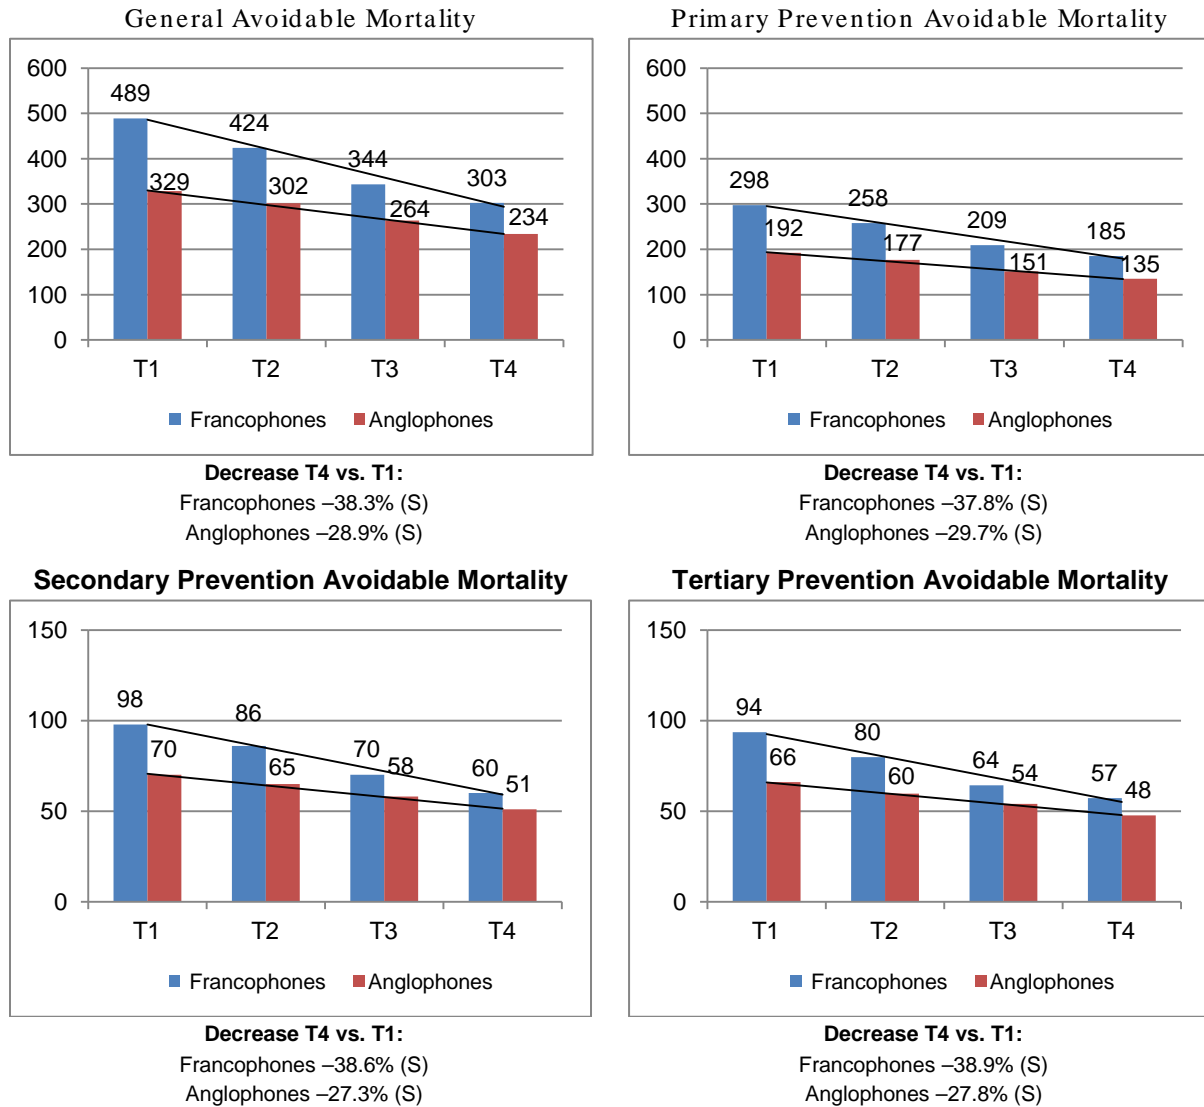 General Avoidable Mortality
600
500
400
300
200
100
0
489
424
344
303
329
302
264
234
T1 T2 T3 T4
Francophones Anglophones
Decrease T4 vs. T1:
Francophones –38.3% (S)
Anglophones –28.9% (S)
Primary Prevention Avoidable Mortality
600
500
400
300
200
100
0
298
258
209
185
192
177
151
135
T1 T2 T3 T4
Francophones Anglophones
Decrease T4 vs. T1:
Francophones –37.8% (S)
Anglophones –29.7% (S)
Secondary Prevention Avoidable Mortality
150
100
50
0
98
86
70
60
70
65
58
51
T1 T2 T3 T4
Francophones Anglophones
Decrease T4 vs. T1:
Francophones –38.6% (S)
Anglophones –27.3% (S)
Tertiary Prevention Avoidable Mortality
150
100
50
0
94
80
64
57
66
60
54
48
T1 T2 T3 T4
Francophones Anglophones
Decrease T4 vs. T1:
Francophones –38.9% (S)
Anglophones –27.8% (S)